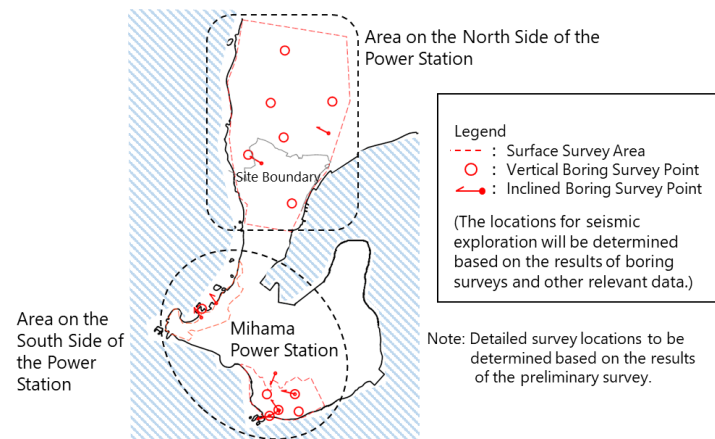 Area on the North Side of the
Power Station
Legend
: Surface Survey Area
: Vertical Boring Survey Point
: Inclined Boring Survey Point
(The locations for seismic
exploration will be determined
based on the results of boring
surveys and other relevant data.)
Site Boundary
Area on the
South Side of
the Power
Station
Mihama
Power Station
Note: Detailed survey locations to be
determined based on the results
of the preliminary survey.